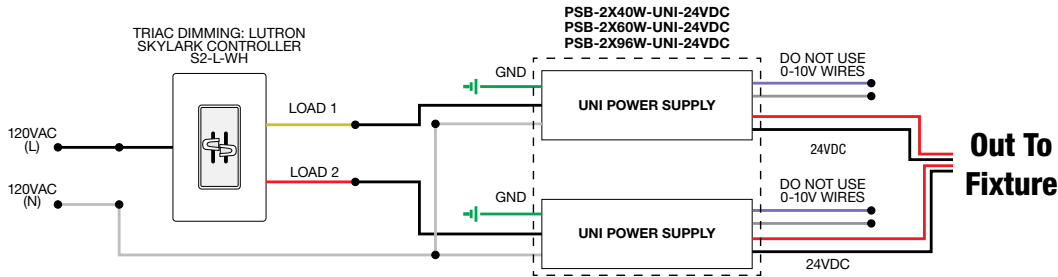 PSB-2X40W-UNI-24VDC
PSB-2X60W-UNI-24VDC
PSB-2X96W-UNI-24VDC
TRIAC DIMMING: LUTRON
SKYLARK CONTROLLER
S2-L-WH
GND
DO NOT USE
0-10V WIRES
LOAD 1
UNI POWER SUPPLY
120VAC
(L)
24VDC
Out To
Fixture
LOAD 2
120VAC
(N)
GND
DO NOT USE
0-10V WIRES
UNI POWER SUPPLY
24VDC